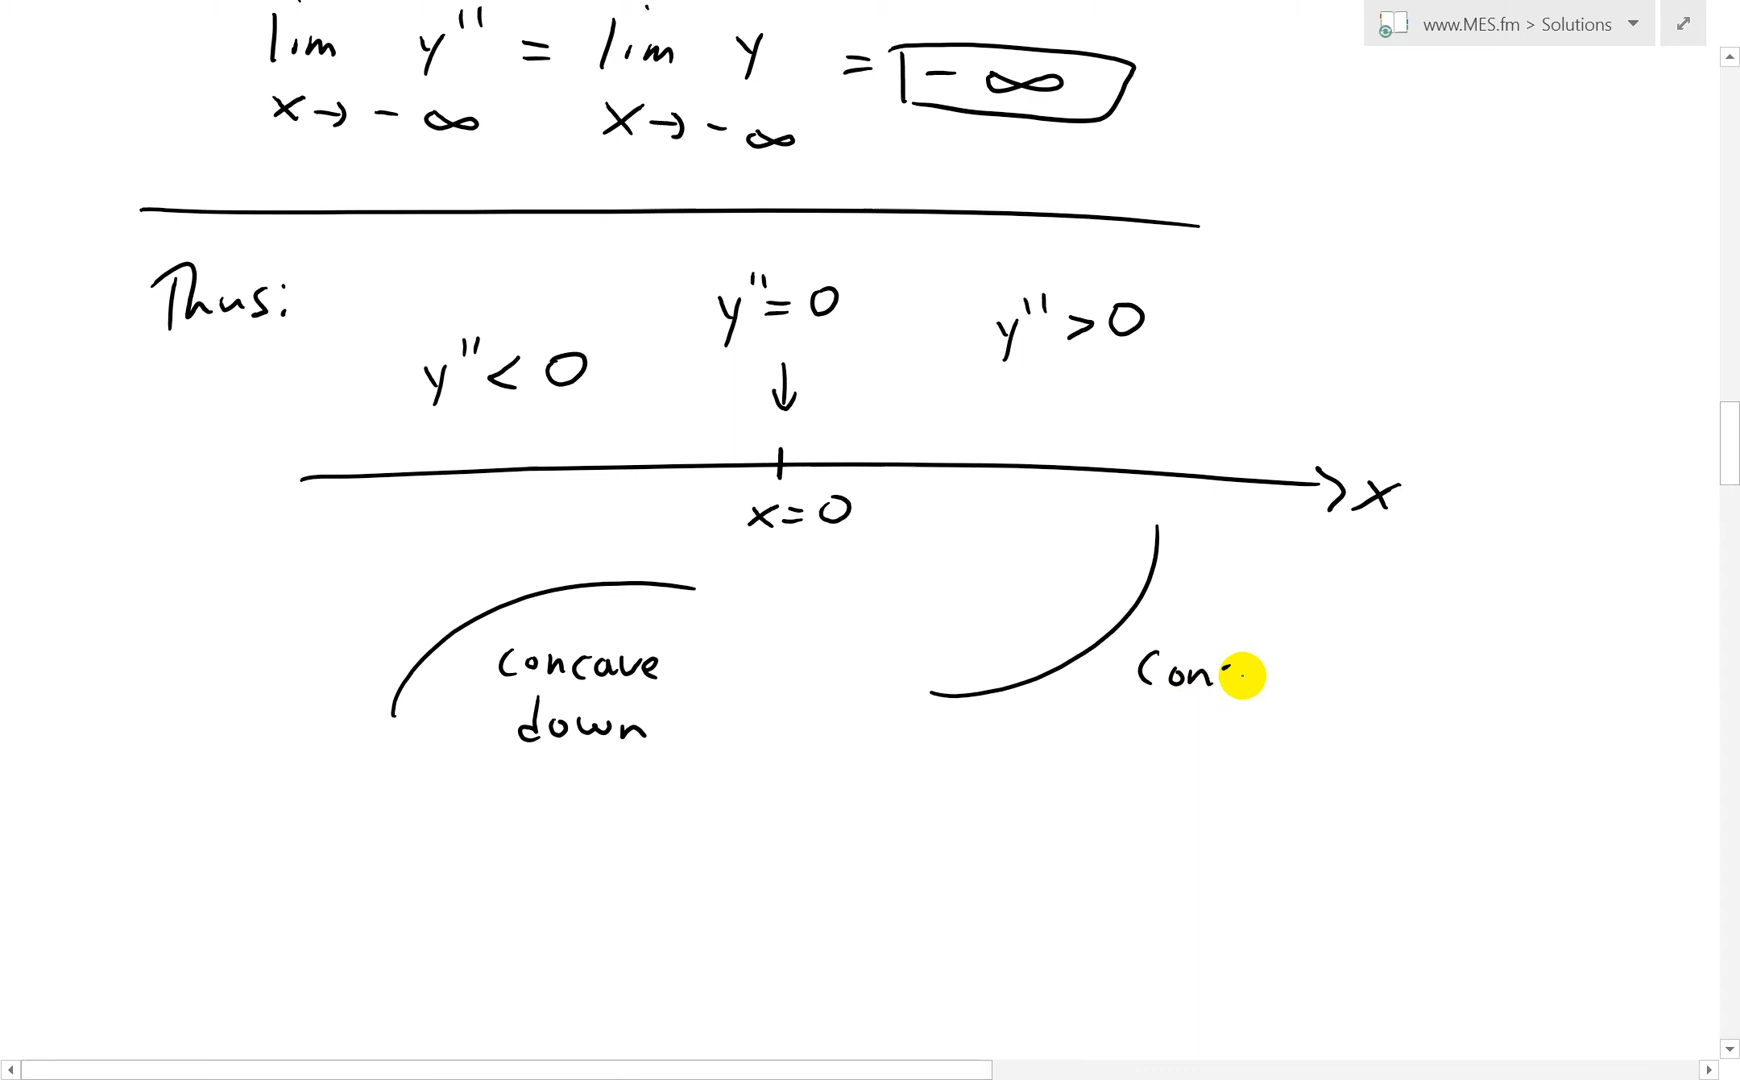 www.MES.fm > Solutions
lim y'' = lim y = - ∞
x → - ∞ x → - ∞
Thus:
y'' < 0 y'' = 0 y'' > 0
↓
x = 0 x
concave Con
down